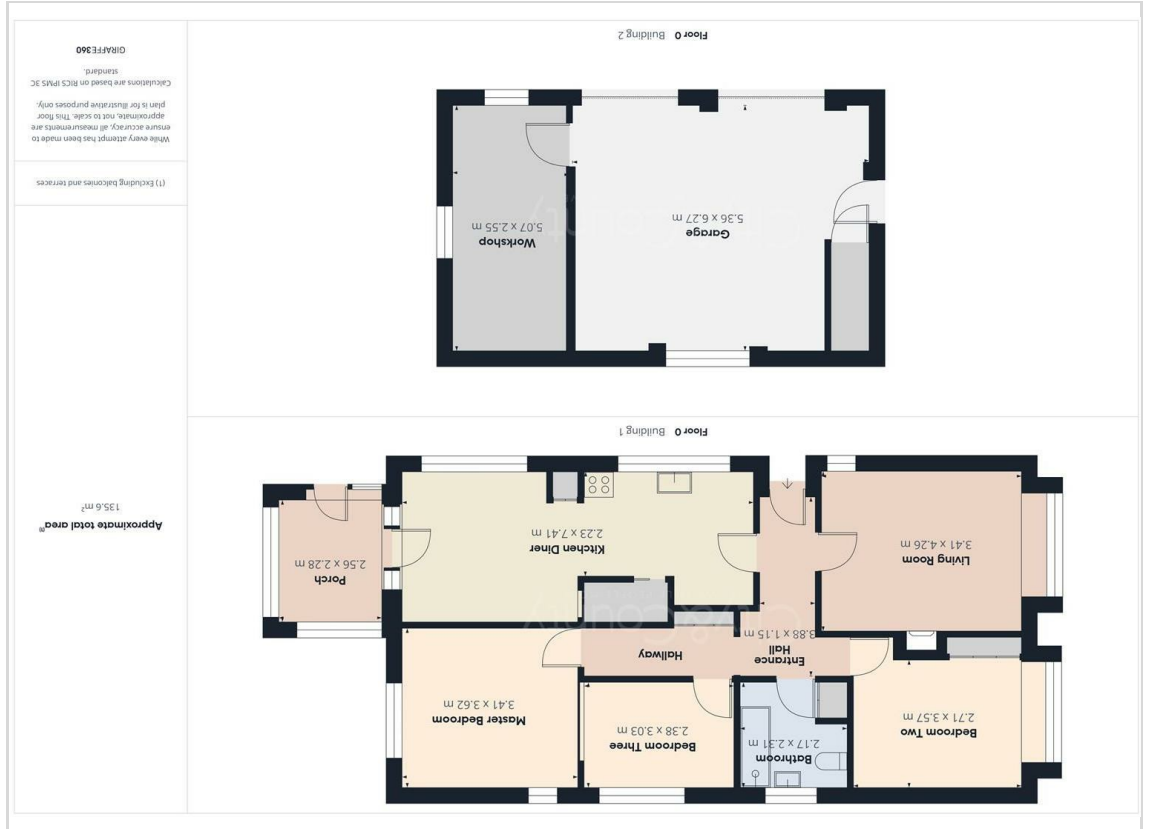 Bedroom Two
2.71 x 3.57 m
Bathroom
2.17 x 2.31 m
Bedroom Three
2.38 x 3.03 m
Master Bedroom
3.41 x 3.62 m
Entrance
Hall
3.88 x 1.15 m
Hallway
City&County
Living Room
3.41 x 4.26 m
Kitchen Diner
2.23 x 7.41 m
Porch
2.56 x 2.28 m
Floor 0 Building 1
Garage
5.36 x 6.27 m
Workshop
5.07 x 2.55 m
Floor 0 Building 2
Approximate total area⁽¹⁾
135.6 m²
(1) Excluding balconies and terraces
While every attempt has been made to
ensure accuracy, all measurements are
approximate, not to scale. This floor
plan is for illustrative purposes only.
Calculations are based on RICS IPMS 3C
standard.
GIRAFFE360